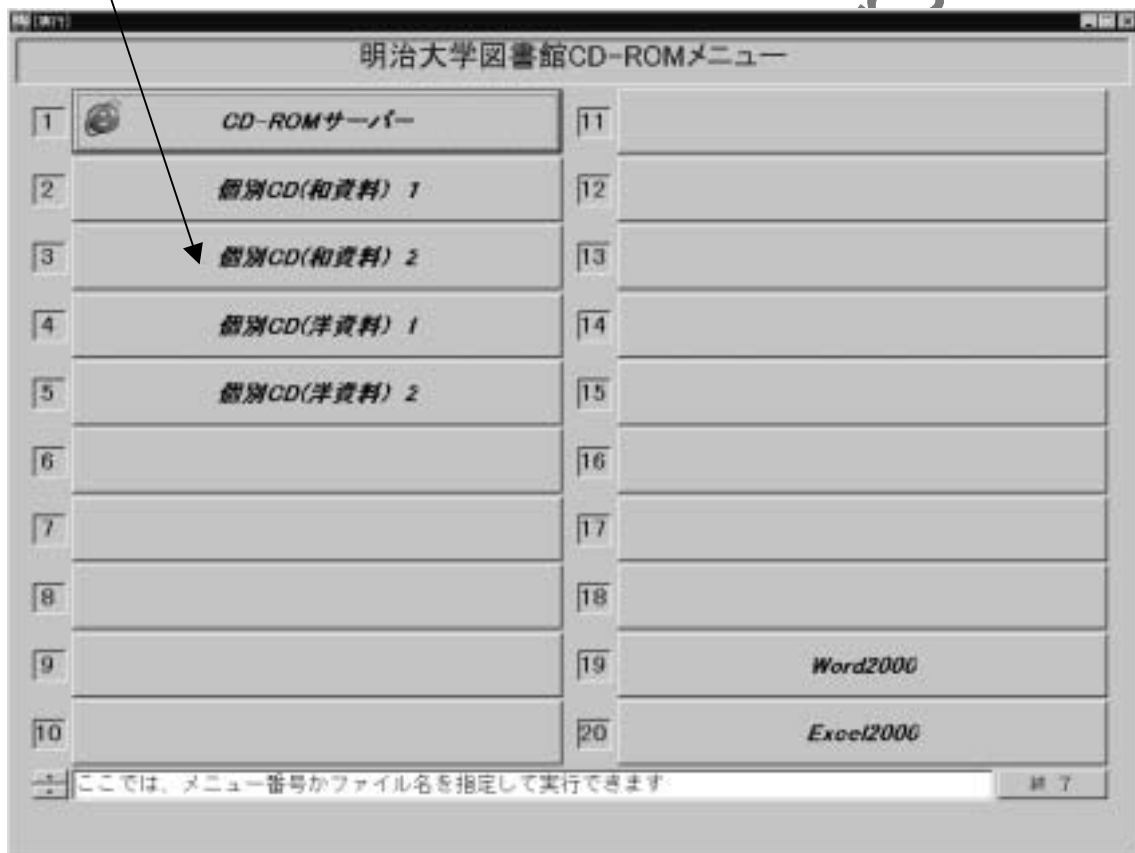 [実行]
明治大学図書館CD-ROMメニュー
1 CD-ROMサーバー
2 個別CD(和資料) 1
3 個別CD(和資料) 2
4 個別CD(洋資料) 1
5 個別CD(洋資料) 2
6
7
8
9
10
11
12
13
14
15
16
17
18
19 Word2000
20 Excel2000
ここでは、メニュー番号かファイル名を指定して実行できます
終了